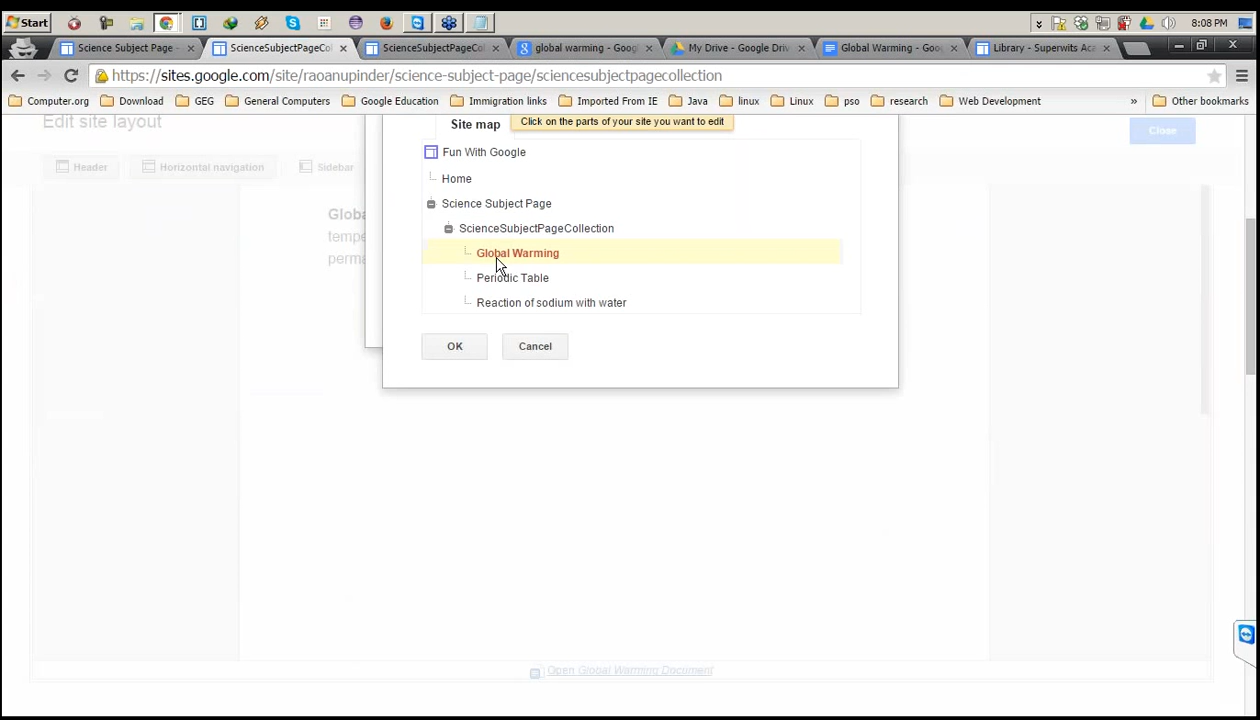 Start
8:08 PM
Science Subject Page -
ScienceSubjectPageCol
ScienceSubjectPageCol
global warming - Goog
My Drive - Google Driv
Global Warming - Goog
Library - Superwits Aca
https://sites.google.com/site/raoanupinder/science-subject-page/sciencesubjectpagecollection
Computer.org
Download
GEG
General Computers
Google Education
Immigration links
Imported From IE
Java
linux
Linux
pso
research
Web Development
»
Other bookmarks
Edit site layout
Close
Header
Horizontal navigation
Sidebar
Site map
Click on the parts of your site you want to edit
Fun With Google
Home
Science Subject Page
ScienceSubjectPageCollection
Global Warming
Periodic Table
Reaction of sodium with water
OK
Cancel
Globa
tempe
perma
Open Global Warming Document